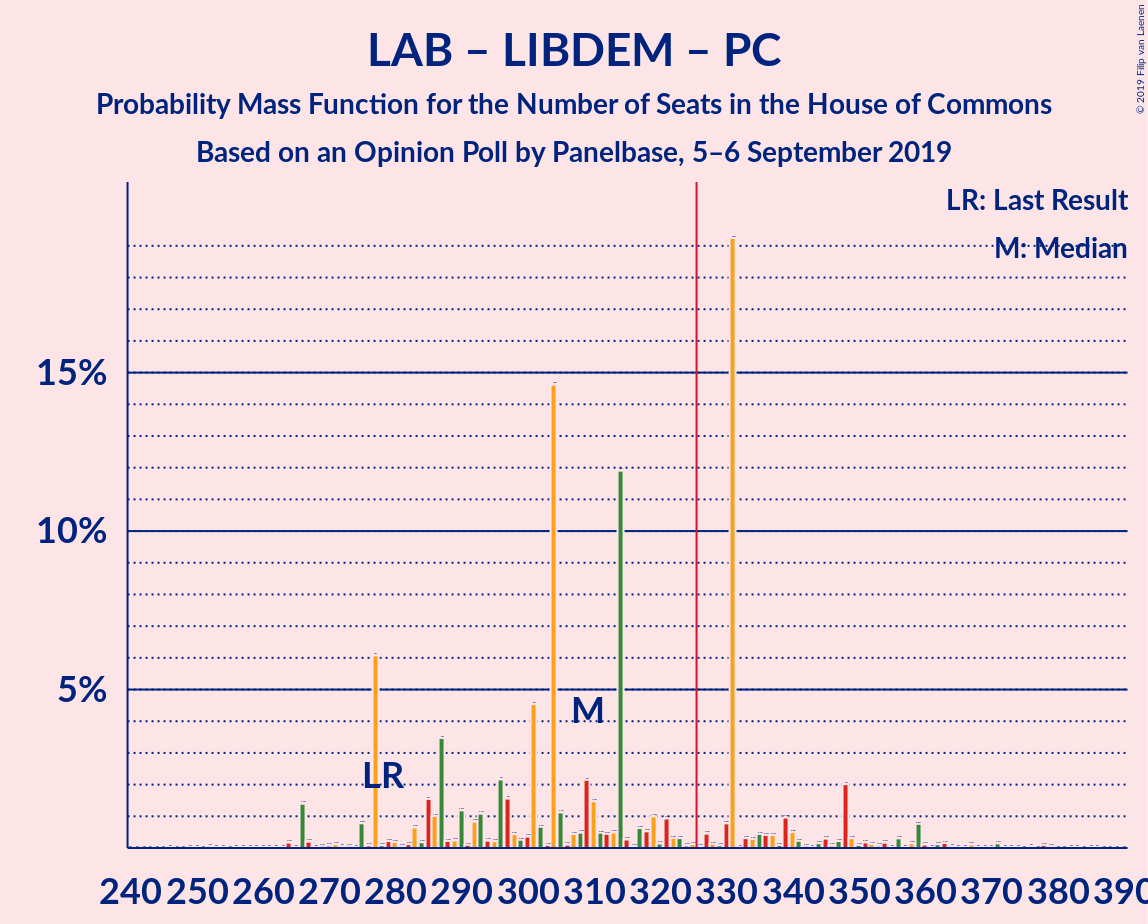 LAB – LIBDEM – PC
Probability Mass Function for the Number of Seats in the House of Commons
Based on an Opinion Poll by Panelbase, 5–6 September 2019
© 2019 Filip van Laenen
LR: Last Result
M: Median
15%
10%
5%
M
LR
240 250 260 270 280 290 300 310 320 330 340 350 360 370 380 390